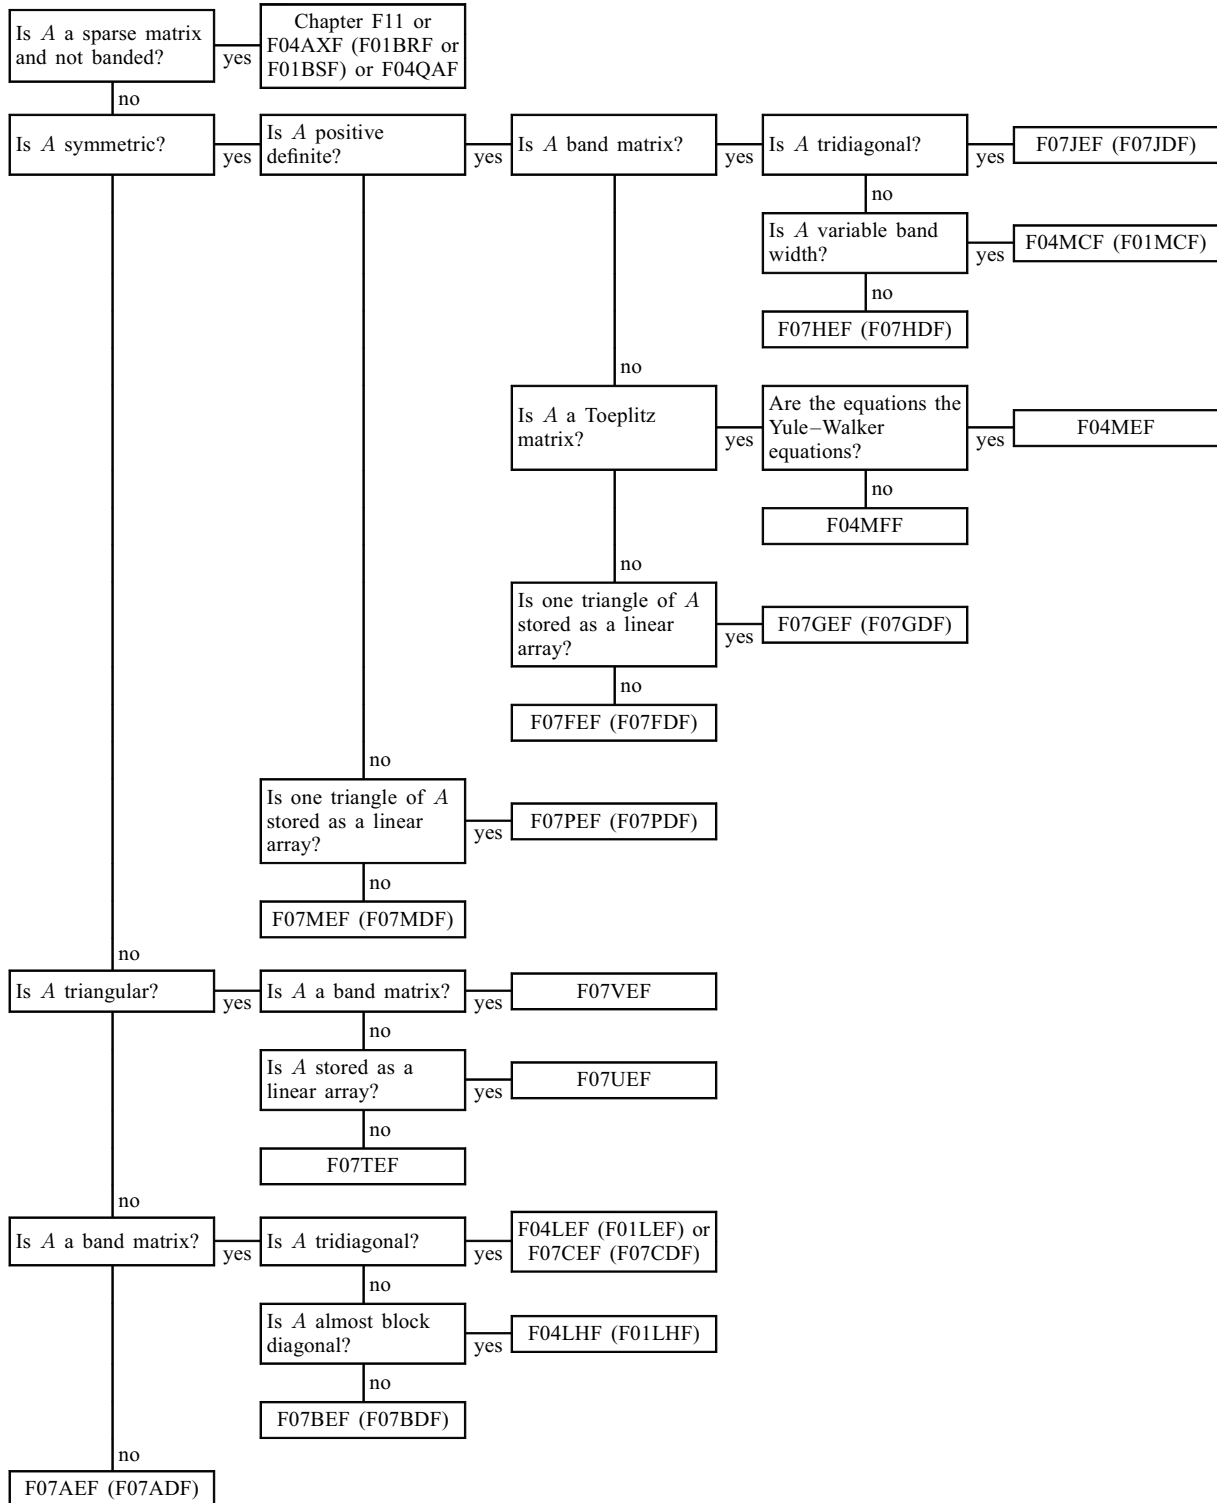 Is A a sparse matrix
and not banded?
yes
Chapter F11 or
F04AXF (F01BRF or
F01BSF) or F04QAF
no
Is A symmetric?
yes
Is A positive
definite?
yes
Is A band matrix?
yes
Is A tridiagonal?
yes
F07JEF (F07JDF)
no
Is A variable band
width?
yes
F04MCF (F01MCF)
no
F07HEF (F07HDF)
no
Is A a Toeplitz
matrix?
yes
Are the equations the
Yule–Walker
equations?
yes
F04MEF
no
F04MFF
no
Is one triangle of A
stored as a linear
array?
yes
F07GEF (F07GDF)
no
F07FEF (F07FDF)
no
Is one triangle of A
stored as a linear
array?
yes
F07PEF (F07PDF)
no
F07MEF (F07MDF)
no
Is A triangular?
yes
Is A a band matrix?
yes
F07VEF
no
Is A stored as a
linear array?
yes
F07UEF
no
F07TEF
no
Is A a band matrix?
yes
Is A tridiagonal?
yes
F04LEF (F01LEF) or
F07CEF (F07CDF)
no
Is A almost block
diagonal?
yes
F04LHF (F01LHF)
no
F07BEF (F07BDF)
no
F07AEF (F07ADF)